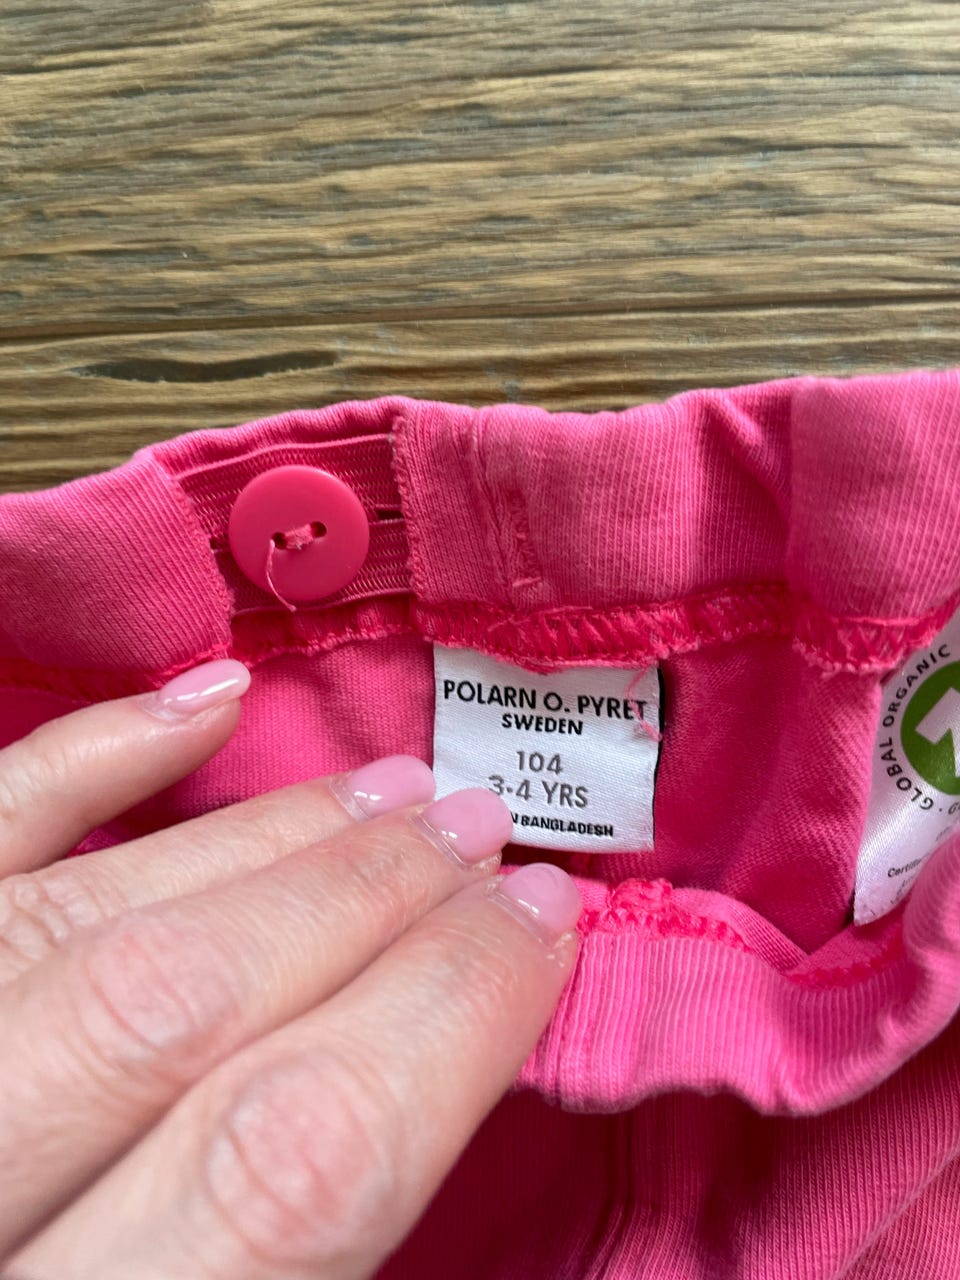 POLARN O. PYRET
SWEDEN
104
3-4 YRS
BANGLADESH
GLOBAL ORGANIC